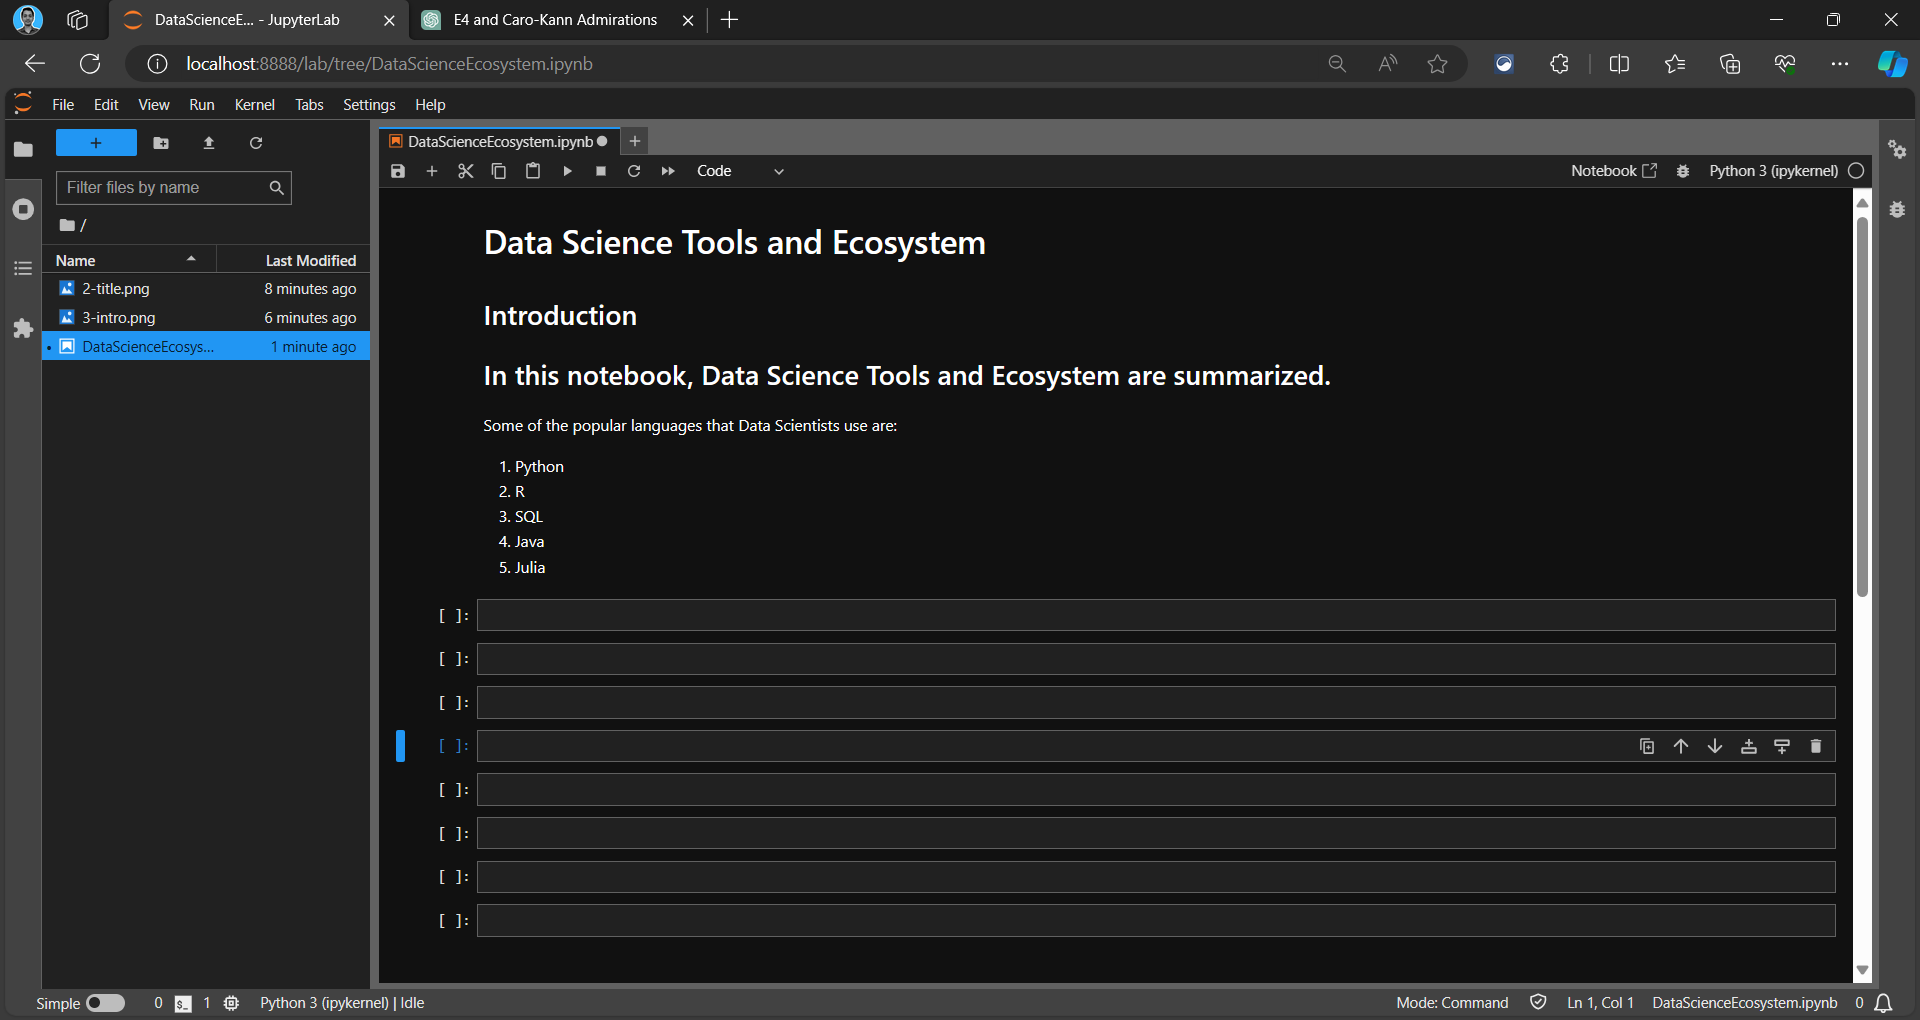 DataScienceE... - JupyterLab
E4 and Caro-Kann Admirations
localhost:8888/lab/tree/DataScienceEcosystem.ipynb
File Edit View Run Kernel Tabs Settings Help
Filter files by name
/
Name Last Modified
2-title.png 8 minutes ago
3-intro.png 6 minutes ago
DataScienceEcosys... 1 minute ago
DataScienceEcosystem.ipynb
Code
Notebook
Python 3 (ipykernel)
Data Science Tools and Ecosystem
Introduction
In this notebook, Data Science Tools and Ecosystem are summarized.
Some of the popular languages that Data Scientists use are:
1. Python
2. R
3. SQL
4. Java
5. Julia
[ ]:
[ ]:
[ ]:
[ ]:
[ ]:
[ ]:
[ ]:
[ ]:
Simple 0 $_ 1 Python 3 (ipykernel) | Idle
Mode: Command Ln 1, Col 1 DataScienceEcosystem.ipynb 0